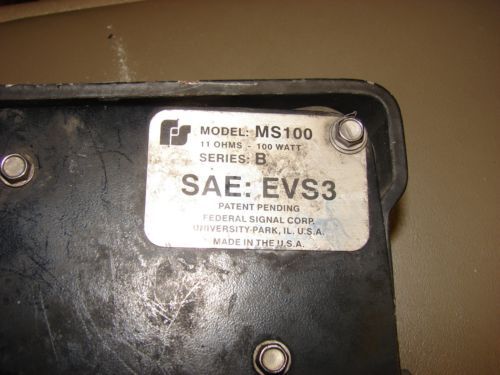 FS
MODEL: MS100
11 OHMS - 100 WATT
SERIES: B
SAE: EVS3
PATENT PENDING
FEDERAL SIGNAL CORP.
UNIVERSITY PARK, IL. U.S.A.
MADE IN THE U.S.A.